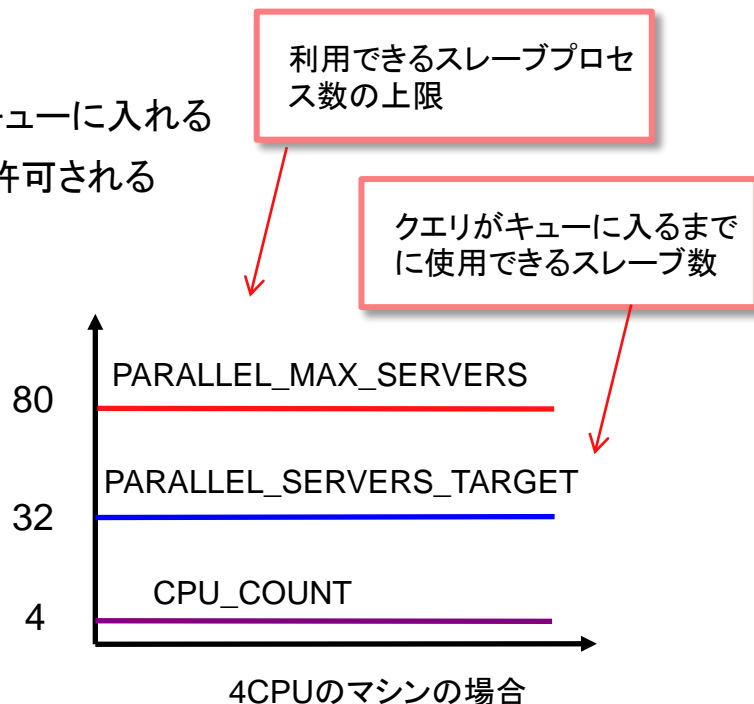 利用できるスレーブプロセ
ス数の上限
キューに入れる
許可される
クエリがキューに入るまで
に使用できるスレーブ数
PARALLEL_MAX_SERVERS
80
PARALLEL_SERVERS_TARGET
32
CPU_COUNT
4
4CPUのマシンの場合